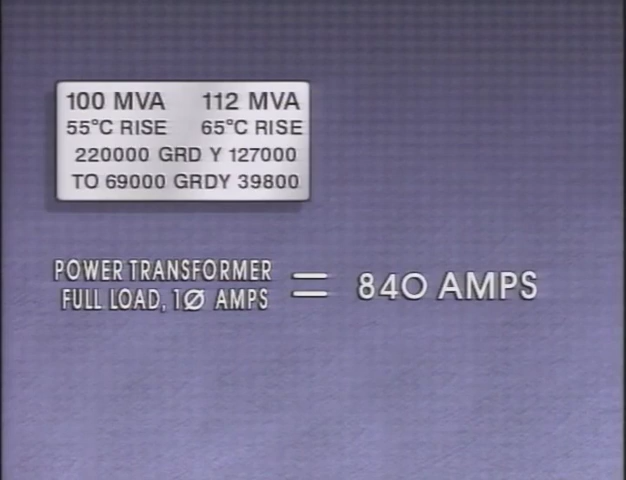 100 MVA 112 MVA
55°C RISE 65°C RISE
220000 GRD Y 127000
TO 69000 GRDY 39800
POWER TRANSFORMER
FULL LOAD, 1Ø AMPS = 840 AMPS